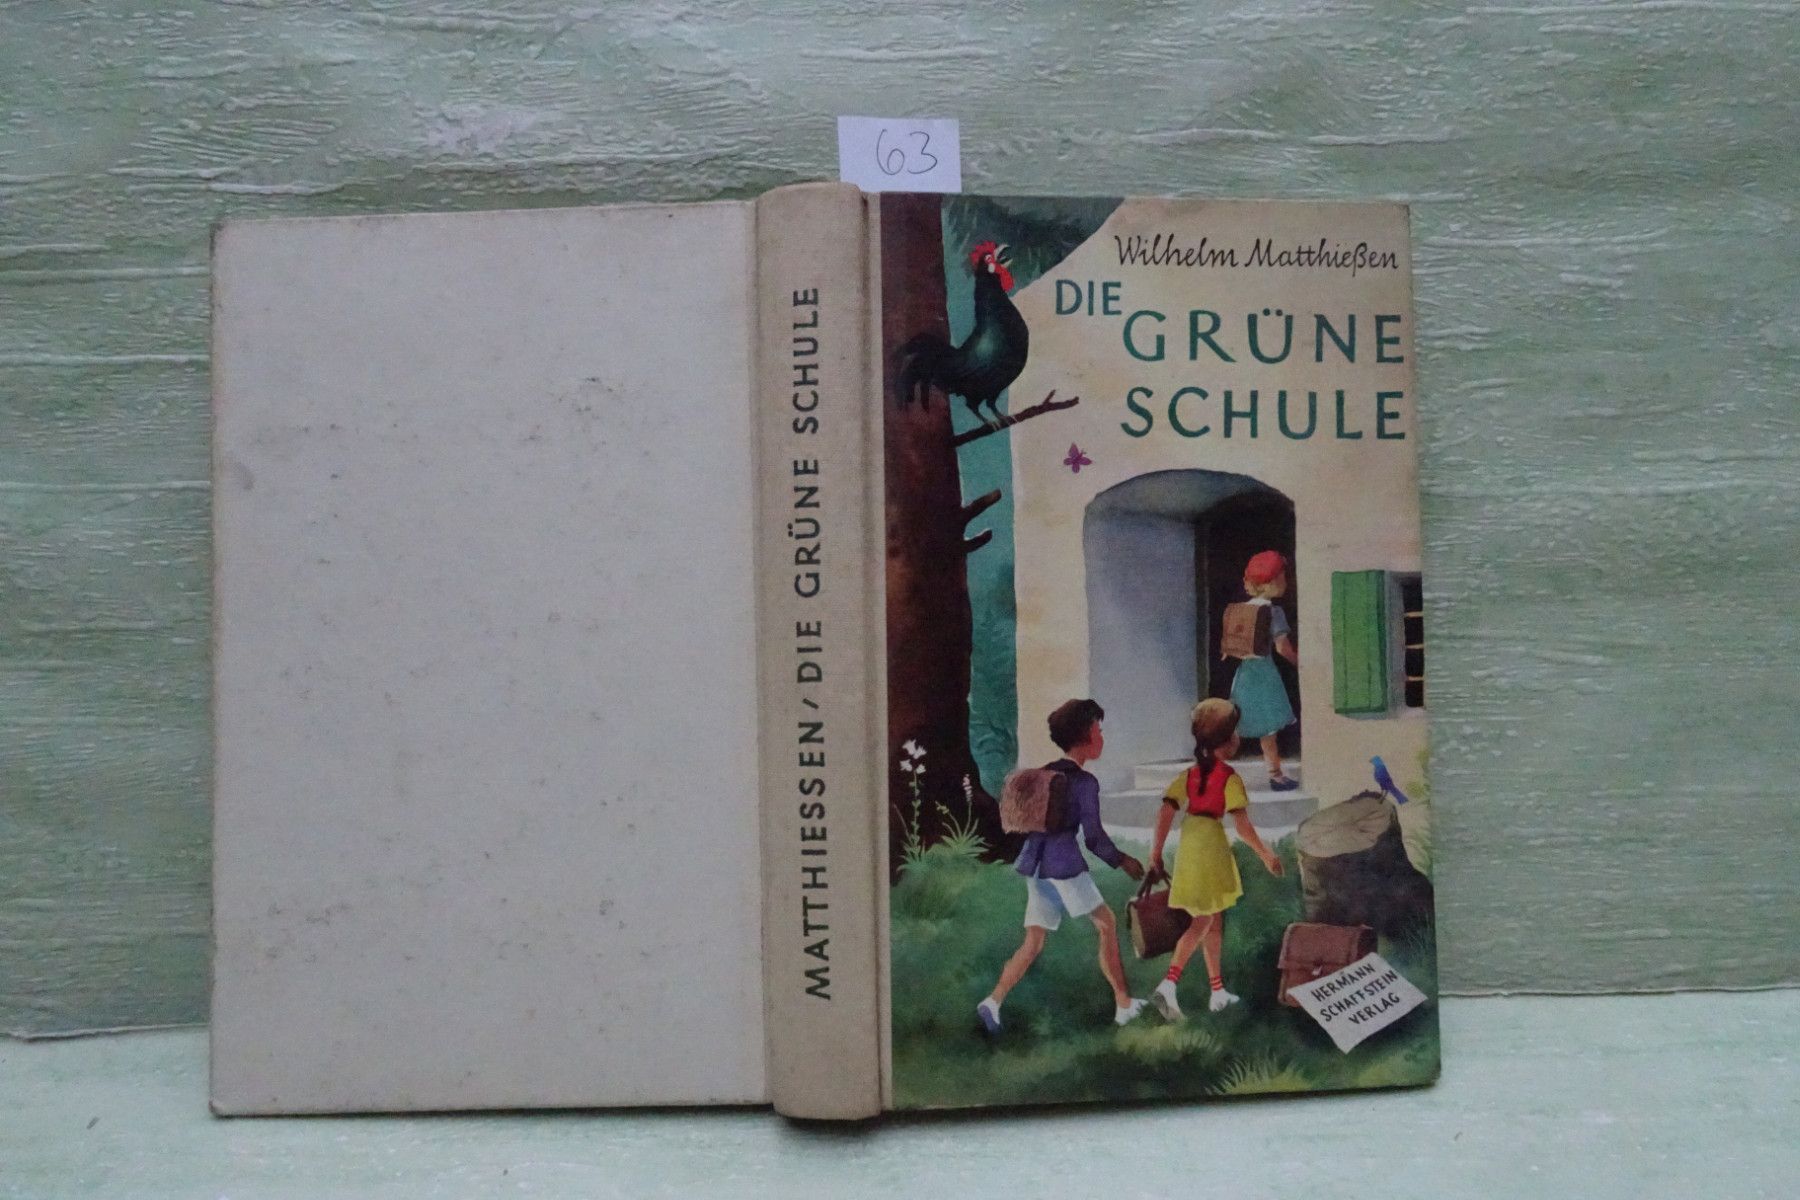 63
MATTHIESSEN / DIE GRÜNE SCHULE
Wilhelm Matthießen
DIE
GRÜNE
SCHULE
HERMANN
SCHAFFSTEIN
VERLAG